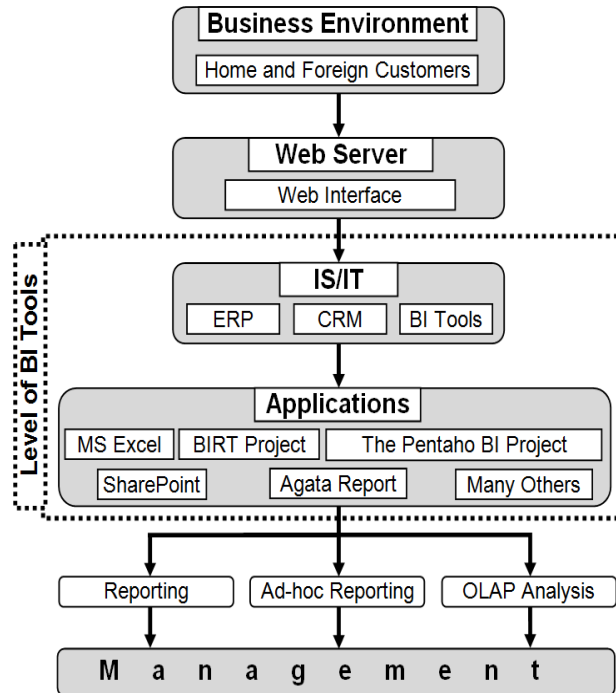 Business Environment
Home and Foreign Customers
Web Server
Web Interface
Level of BI Tools
IS/IT
ERP CRM BI Tools
Applications
MS Excel BIRT Project The Pentaho BI Project
SharePoint Agata Report Many Others
Reporting Ad-hoc Reporting OLAP Analysis
M a n a g e m e n t